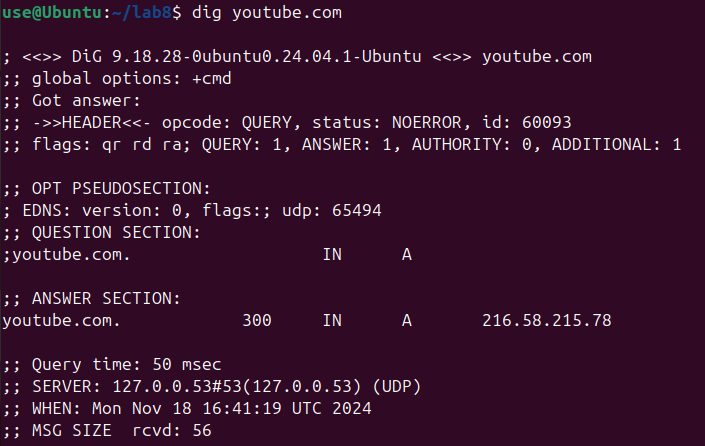 use@Ubuntu:~/lab8$ dig youtube.com
; <<>> DiG 9.18.28-0ubuntu0.24.04.1-Ubuntu <<>> youtube.com
;; global options: +cmd
;; Got answer:
;; ->>HEADER<<- opcode: QUERY, status: NOERROR, id: 60093
;; flags: qr rd ra; QUERY: 1, ANSWER: 1, AUTHORITY: 0, ADDITIONAL: 1
;; OPT PSEUDOSECTION:
; EDNS: version: 0, flags:; udp: 65494
;; QUESTION SECTION:
;youtube.com. IN A
;; ANSWER SECTION:
youtube.com. 300 IN A 216.58.215.78
;; Query time: 50 msec
;; SERVER: 127.0.0.53#53(127.0.0.53) (UDP)
;; WHEN: Mon Nov 18 16:41:19 UTC 2024
;; MSG SIZE  rcvd: 56